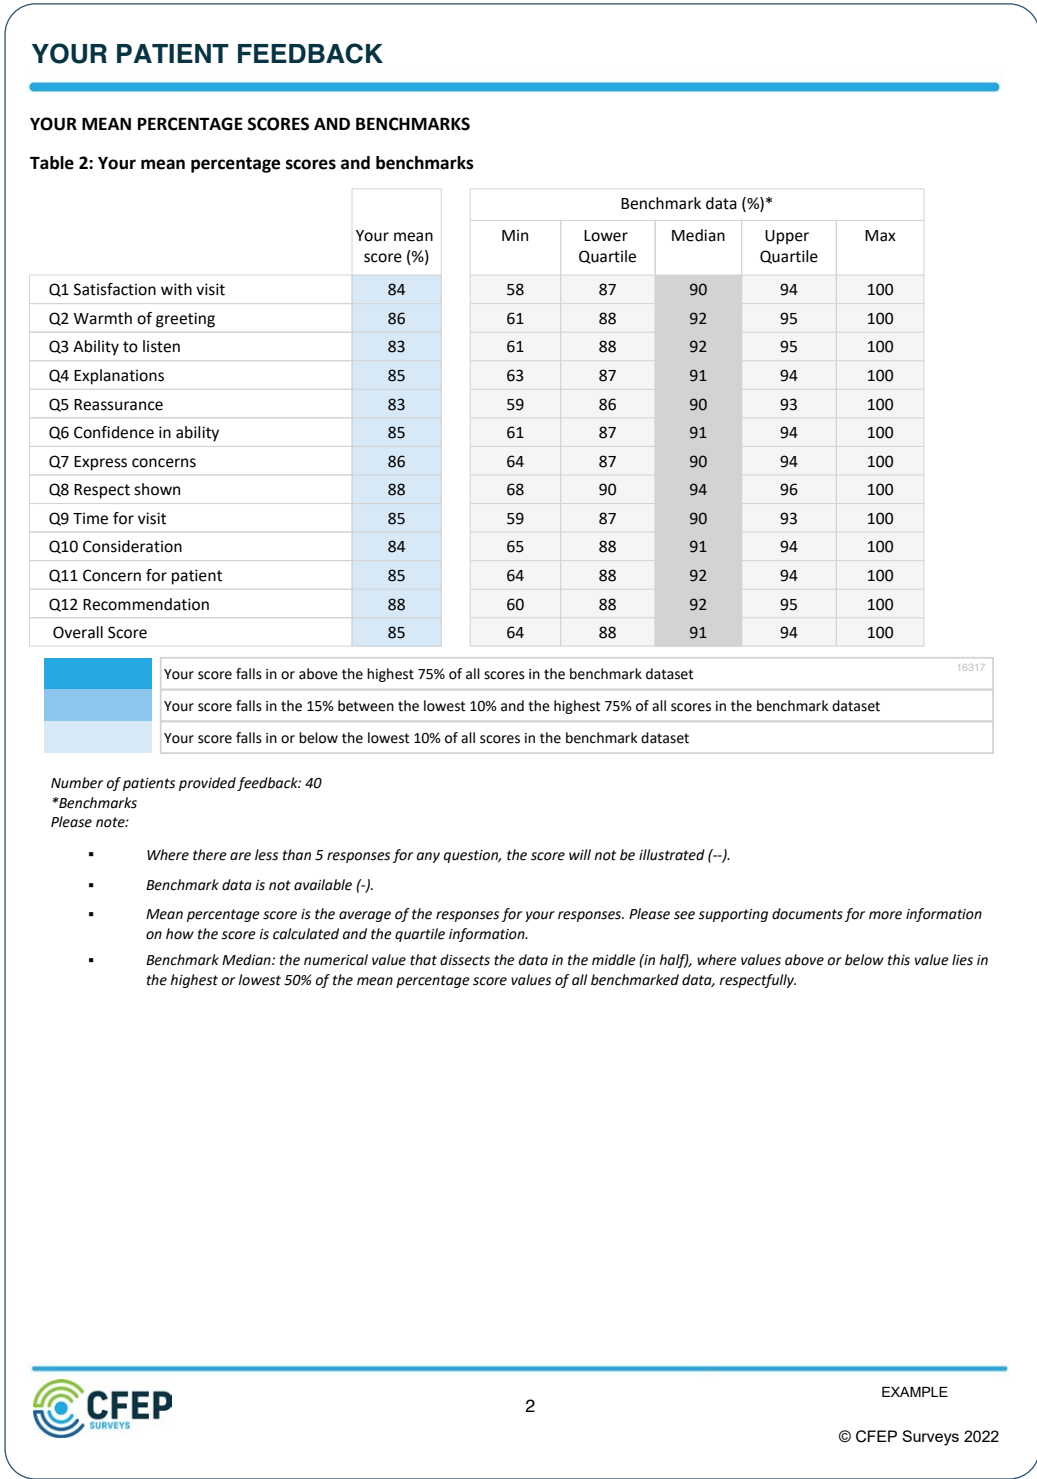 YOUR PATIENT FEEDBACK
YOUR MEAN PERCENTAGE SCORES AND BENCHMARKS
Table 2: Your mean percentage scores and benchmarks
Benchmark data (%)*
Your mean score (%) Min Lower Quartile Median Upper Quartile Max
Q1 Satisfaction with visit 84 58 87 90 94 100
Q2 Warmth of greeting 86 61 88 92 95 100
Q3 Ability to listen 83 61 88 92 95 100
Q4 Explanations 85 63 87 91 94 100
Q5 Reassurance 83 59 86 90 93 100
Q6 Confidence in ability 85 61 87 91 94 100
Q7 Express concerns 86 64 87 90 94 100
Q8 Respect shown 88 68 90 94 96 100
Q9 Time for visit 85 59 87 90 93 100
Q10 Consideration 84 65 88 91 94 100
Q11 Concern for patient 85 64 88 92 94 100
Q12 Recommendation 88 60 88 92 95 100
Overall Score 85 64 88 91 94 100
Your score falls in or above the highest 75% of all scores in the benchmark dataset 16317
Your score falls in the 15% between the lowest 10% and the highest 75% of all scores in the benchmark dataset
Your score falls in or below the lowest 10% of all scores in the benchmark dataset
Number of patients provided feedback: 40
*Benchmarks
Please note:
▪ Where there are less than 5 responses for any question, the score will not be illustrated (--).
▪ Benchmark data is not available (-).
▪ Mean percentage score is the average of the responses for your responses. Please see supporting documents for more information
on how the score is calculated and the quartile information.
▪ Benchmark Median: the numerical value that dissects the data in the middle (in half), where values above or below this value lies in
the highest or lowest 50% of the mean percentage score values of all benchmarked data, respectfully.
CFEP
SURVEYS
2
EXAMPLE
© CFEP Surveys 2022